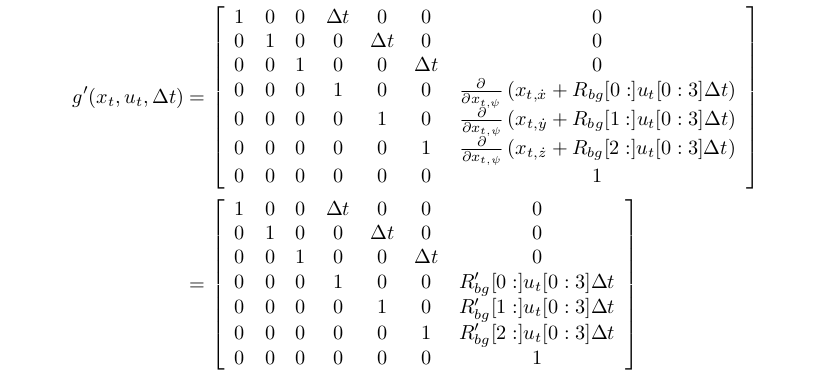 g′(x_t, u_t, Δt) = [
1 0 0 Δt 0 0 0
0 1 0 0 Δt 0 0
0 0 1 0 0 Δt 0
0 0 0 1 0 0 ∂/∂x_{t,ψ} (x_{t,ẋ} + R_{bg}[0 :]u_t[0 : 3]Δt)
0 0 0 0 1 0 ∂/∂x_{t,ψ} (x_{t,ẏ} + R_{bg}[1 :]u_t[0 : 3]Δt)
0 0 0 0 0 1 ∂/∂x_{t,ψ} (x_{t,ż} + R_{bg}[2 :]u_t[0 : 3]Δt)
0 0 0 0 0 0 1
]
= [
1 0 0 Δt 0 0 0
0 1 0 0 Δt 0 0
0 0 1 0 0 Δt 0
0 0 0 1 0 0 R′_{bg}[0 :]u_t[0 : 3]Δt
0 0 0 0 1 0 R′_{bg}[1 :]u_t[0 : 3]Δt
0 0 0 0 0 1 R′_{bg}[2 :]u_t[0 : 3]Δt
0 0 0 0 0 0 1
]